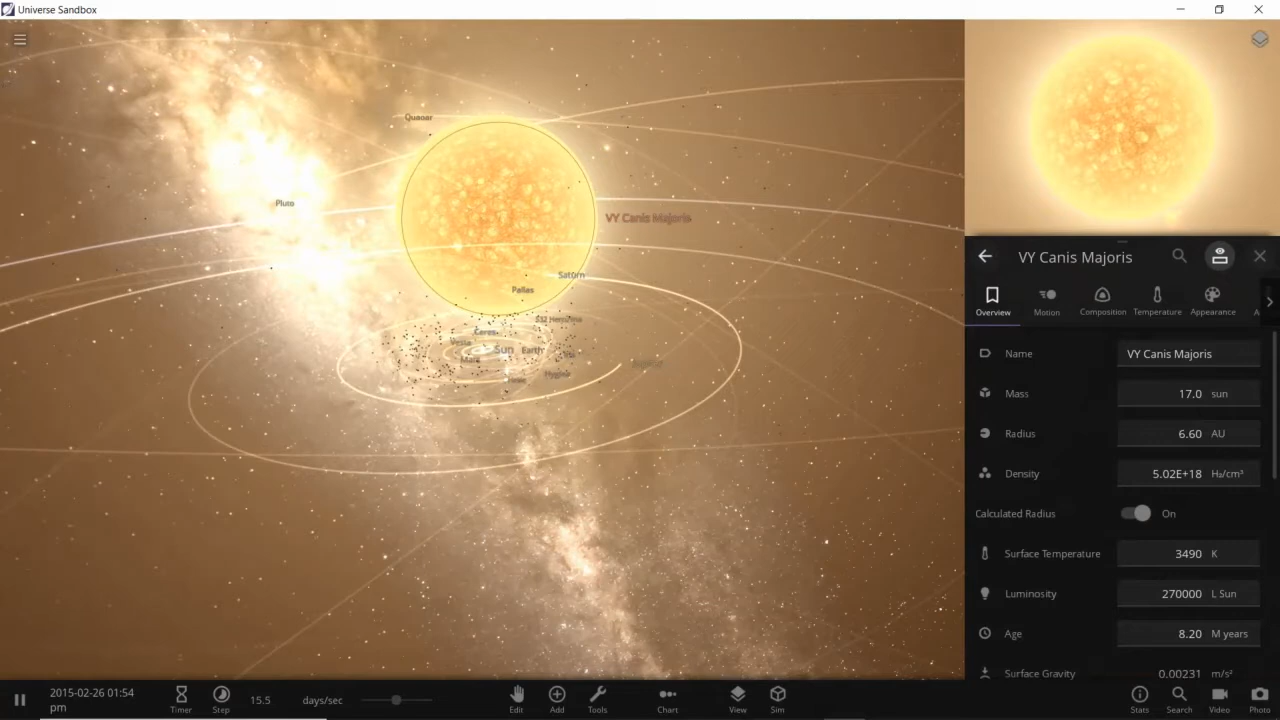 Universe Sandbox
Quaoar
Pluto
VY Canis Majoris
Saturn
Pallas
Ceres
Vesta
Sun
Earth
Mars
Hygiea
VY Canis Majoris
Overview
Motion
Composition
Temperature
Appearance
A
Name
VY Canis Majoris
Mass
17.0 sun
Radius
6.60 AU
Density
5.02E+18 H₂/cm³
Calculated Radius
On
Surface Temperature
3490 K
Luminosity
270000 L Sun
Age
8.20 M years
Surface Gravity
0.00231 m/s²
2015-02-26 01:54
pm
Timer
Step
15.5
days/sec
Edit
Add
Tools
Chart
View
Sim
Stats
Search
Video
Photo